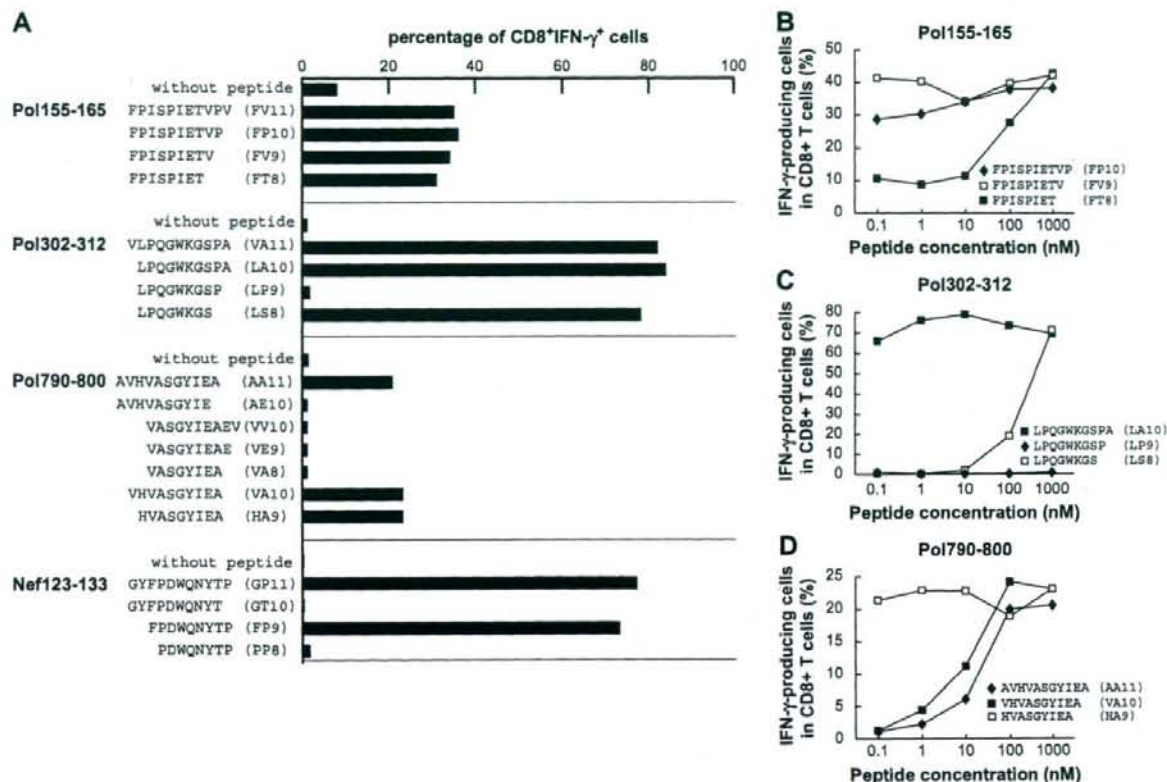 A
percentage of CD8+IFN-γ+ cells
0 20 40 60 80 100
without peptide
Pol155-165
FPISPIETVPV (FV11)
FPISPIETVP (FP10)
FPISPIETV (FV9)
FPISPIET (FT8)
without peptide
Pol302-312
VLPQGWKGSPA (VA11)
LPQGWKGSPA (LA10)
LPQGWKGSP (LP9)
LPQGWKGS (LS8)
without peptide
Pol790-800
AVHVASGYIEA (AA11)
AVHVASGYIE (AE10)
VASGYIEAEV (VV10)
VASGYIEAE (VE9)
VASGYIEA (VA8)
VHVASGYIEA (VA10)
HVASGYIEA (HA9)
without peptide
Nef123-133
GYFPDWQNYTP (GP11)
GYFPDWQNYT (GT10)
FPDWQNYTP (FP9)
PDWQNYTP (PP8)
B
Pol155-165
IFN-γ-producing cells
in CD8+ T cells (%)
50
40
30
20
10
0
FPISPIETVP (FP10)
FPISPIETV (FV9)
FPISPIET (FT8)
0.1 1 10 100 1000
Peptide concentration (nM)
C
Pol302-312
IFN-γ-producing cells
in CD8+ T cells (%)
80
70
60
50
40
30
20
10
0
LPQGWKGSPA (LA10)
LPQGWKGSP (LP9)
LPQGWKGS (LS8)
0.1 1 10 100 1000
Peptide concentration (nM)
D
Pol790-800
IFN-γ-producing cells
in CD8+ T cells (%)
25
20
15
10
5
0
AVHVASGYIEA (AA11)
VHVASGYIEA (VA10)
HVASGYIEA (HA9)
0.1 1 10 100 1000
Peptide concentration (nM)